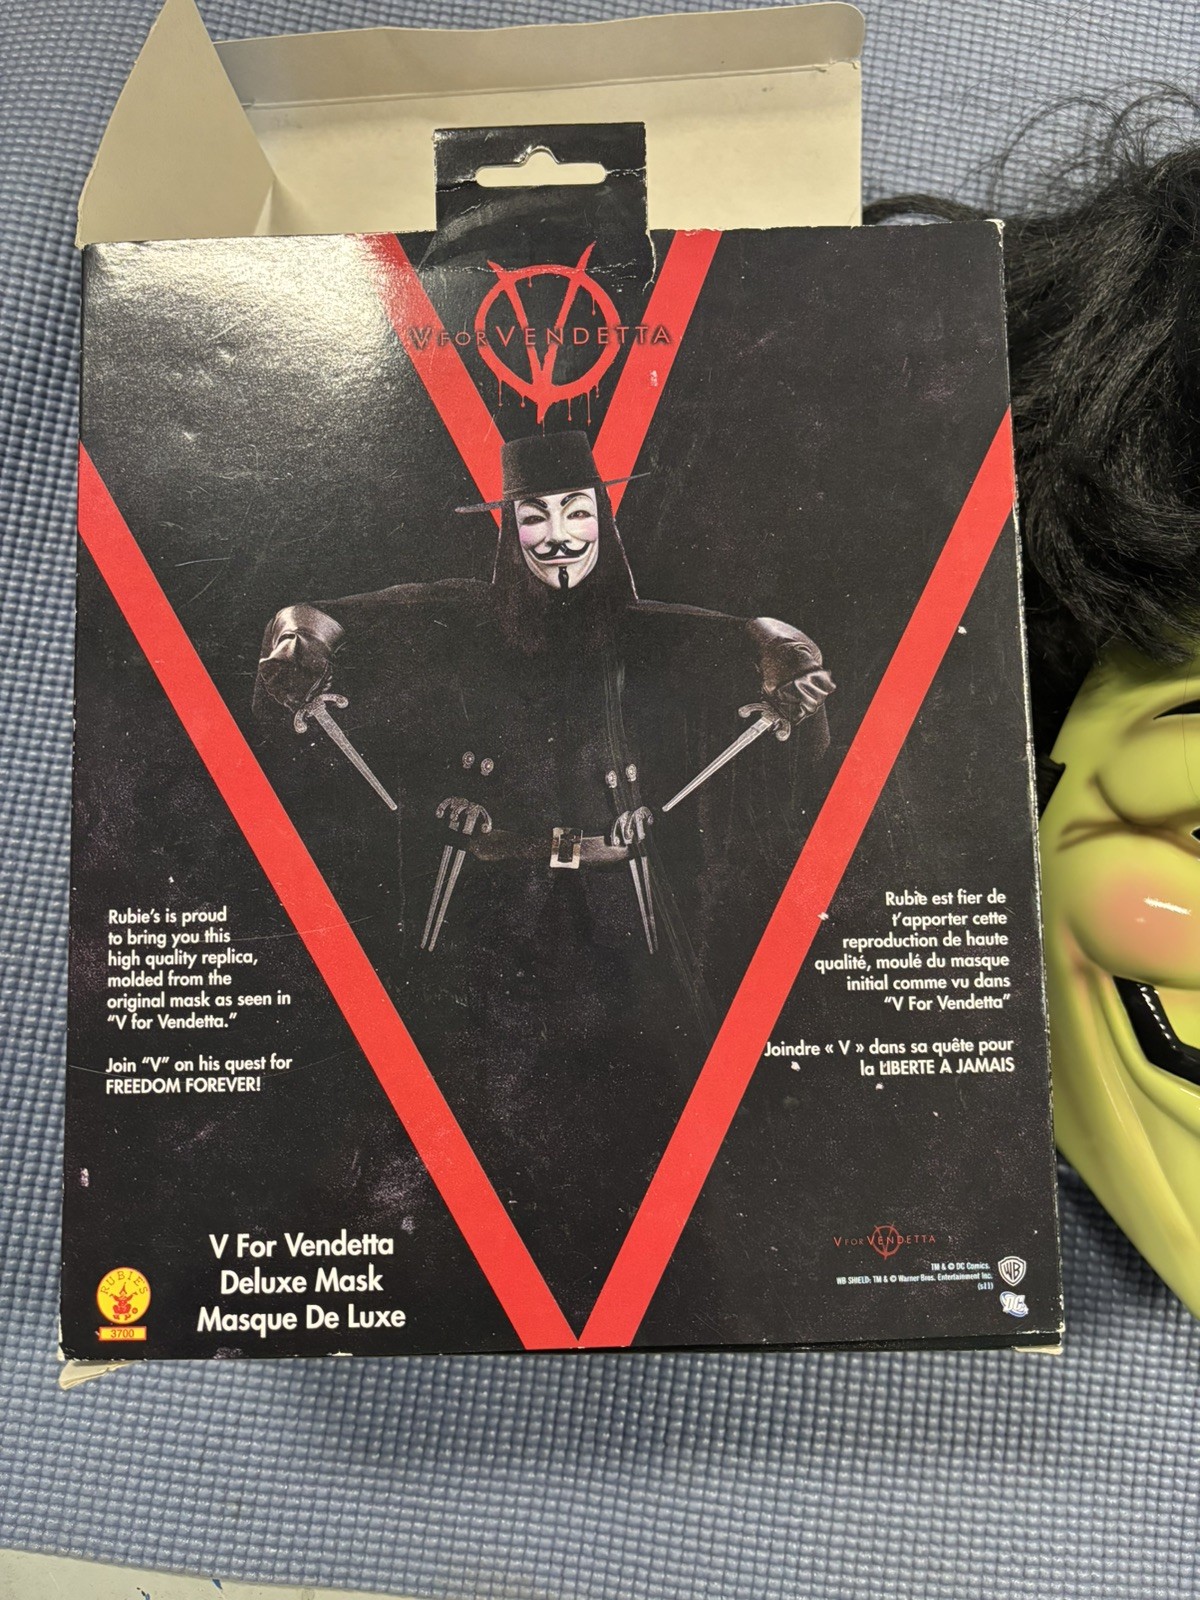 V FOR VENDETTA
Rubie's is proud
to bring you this
high quality replica,
molded from the
original mask as seen in
"V for Vendetta."
Join "V" on his quest for
FREEDOM FOREVER!
Rubie est fier de
t'apporter cette
reproduction de haute
qualité, moulé du masque
initial comme vu dans
"V For Vendetta"
Joindre « V » dans sa quête pour
la LIBERTE A JAMAIS
V For Vendetta
Deluxe Mask
Masque De Luxe
RUBIE'S
3700
V FOR VENDETTA
TM & © DC Comics.
WB SHIELD: TM & © Warner Bros. Entertainment Inc.
(s11)
WB
DC